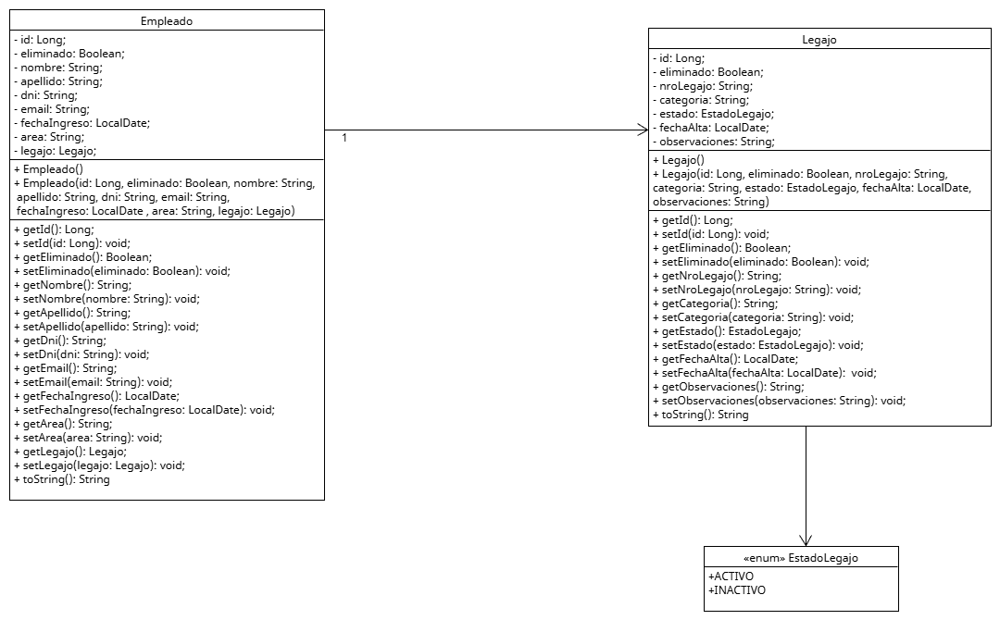 Empleado
- id: Long;
- eliminado: Boolean;
- nombre: String;
- apellido: String;
- dni: String;
- email: String;
- fechaIngreso: LocalDate;
- area: String;
- legajo: Legajo;
+ Empleado()
+ Empleado(id: Long, eliminado: Boolean, nombre: String,
apellido: String, dni: String, email: String,
fechaIngreso: LocalDate , area: String, legajo: Legajo)
+ getId(): Long;
+ setId(id: Long): void;
+ getEliminado(): Boolean;
+ setEliminado(eliminado: Boolean): void;
+ getNombre(): String;
+ setNombre(nombre: String): void;
+ getApellido(): String;
+ setApellido(apellido: String): void;
+ getDni(): String;
+ setDni(dni: String): void;
+ getEmail(): String;
+ setEmail(email: String): void;
+ getFechaIngreso(): LocalDate;
+ setFechaIngreso(fechaIngreso: LocalDate): void;
+ getArea(): String;
+ setArea(area: String): void;
+ getLegajo(): Legajo;
+ setLegajo(legajo: Legajo): void;
+ toString(): String
1
Legajo
- id: Long;
- eliminado: Boolean;
- nroLegajo: String;
- categoria: String;
- estado: EstadoLegajo;
- fechaAlta: LocalDate;
- observaciones: String;
+ Legajo()
+ Legajo(id: Long, eliminado: Boolean, nroLegajo: String,
categoria: String, estado: EstadoLegajo, fechaAlta: LocalDate,
observaciones: String)
+ getId(): Long;
+ setId(id: Long): void;
+ getEliminado(): Boolean;
+ setEliminado(eliminado: Boolean): void;
+ getNroLegajo(): String;
+ setNroLegajo(nroLegajo: String): void;
+ getCategoria(): String;
+ setCategoria(categoria: String): void;
+ getEstado(): EstadoLegajo;
+ setEstado(estado: EstadoLegajo): void;
+ getFechaAlta(): LocalDate;
+ setFechaAlta(fechaAlta: LocalDate):  void;
+ getObservaciones(): String;
+ setObservaciones(observaciones: String): void;
+ toString(): String
«enum» EstadoLegajo
+ACTIVO
+INACTIVO